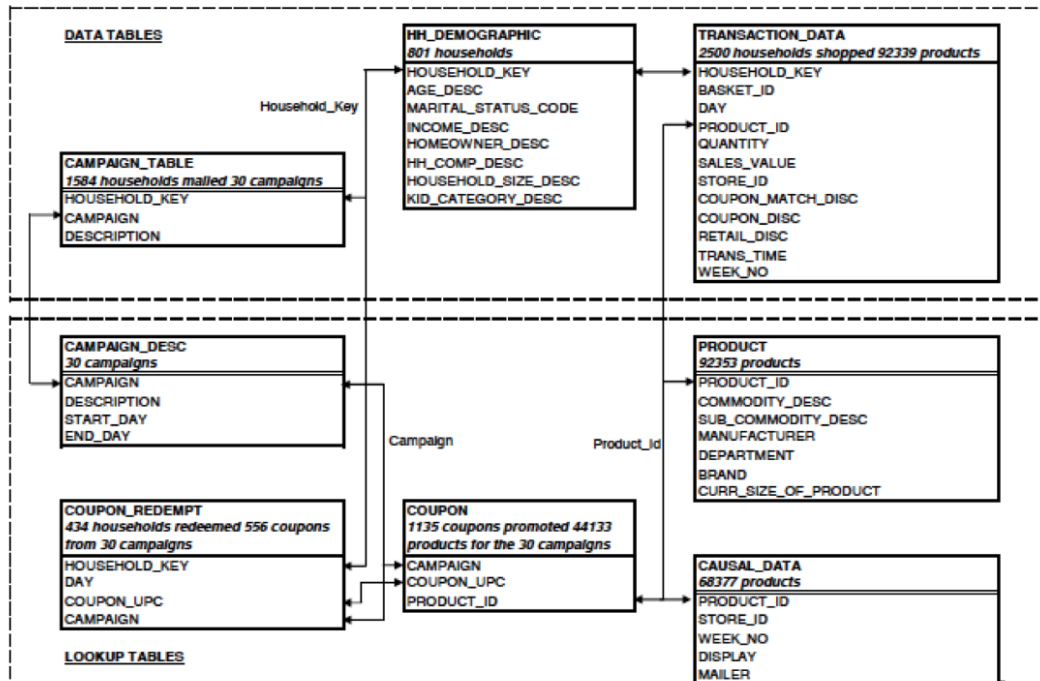 DATA TABLES
HH_DEMOGRAPHIC
801 households
HOUSEHOLD_KEY
AGE_DESC
MARITAL_STATUS_CODE
INCOME_DESC
HOMEOWNER_DESC
HH_COMP_DESC
HOUSEHOLD_SIZE_DESC
KID_CATEGORY_DESC
TRANSACTION_DATA
2500 households shopped 92339 products
HOUSEHOLD_KEY
BASKET_ID
DAY
PRODUCT_ID
QUANTITY
SALES_VALUE
STORE_ID
COUPON_MATCH_DISC
COUPON_DISC
RETAIL_DISC
TRANS_TIME
WEEK_NO
Household_Key
CAMPAIGN_TABLE
1584 households mailed 30 campaigns
HOUSEHOLD_KEY
CAMPAIGN
DESCRIPTION
CAMPAIGN_DESC
30 campaigns
CAMPAIGN
DESCRIPTION
START_DAY
END_DAY
Campaign
Product_Id
PRODUCT
92353 products
PRODUCT_ID
COMMODITY_DESC
SUB_COMMODITY_DESC
MANUFACTURER
DEPARTMENT
BRAND
CURR_SIZE_OF_PRODUCT
COUPON_REDEMPT
434 households redeemed 556 coupons
from 30 campaigns
HOUSEHOLD_KEY
DAY
COUPON_UPC
CAMPAIGN
COUPON
1135 coupons promoted 44133
products for the 30 campaigns
CAMPAIGN
COUPON_UPC
PRODUCT_ID
CAUSAL_DATA
68377 products
PRODUCT_ID
STORE_ID
WEEK_NO
DISPLAY
MAILER
LOOKUP TABLES